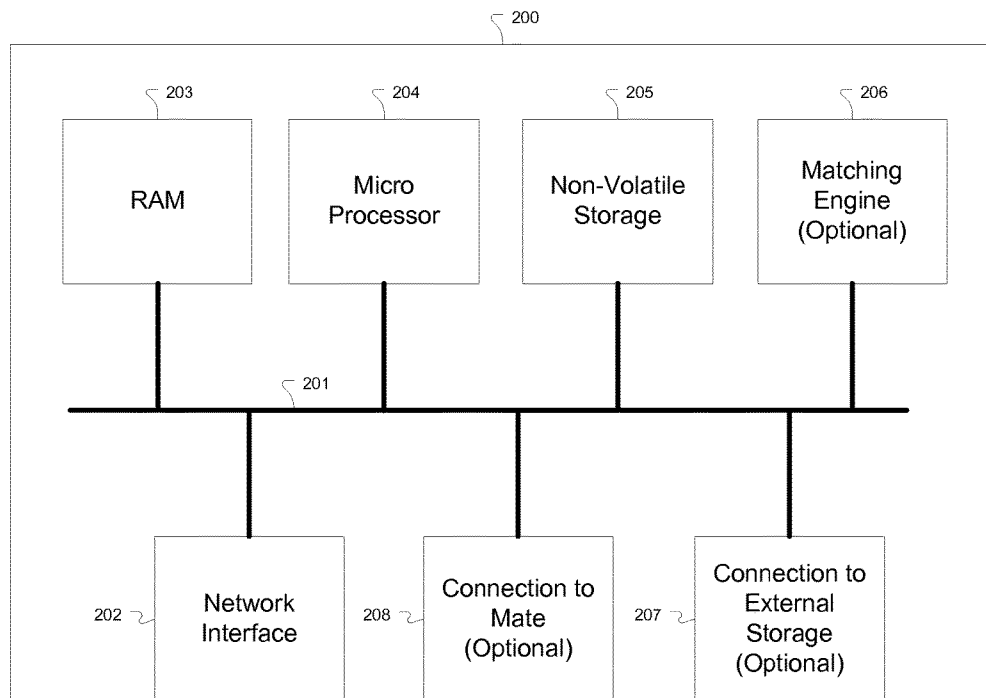 200
203
204
205
206
RAM
Micro
Processor
Non-Volatile
Storage
Matching
Engine
(Optional)
201
202
Network
Interface
208
Connection to
Mate
(Optional)
207
Connection to
External
Storage
(Optional)